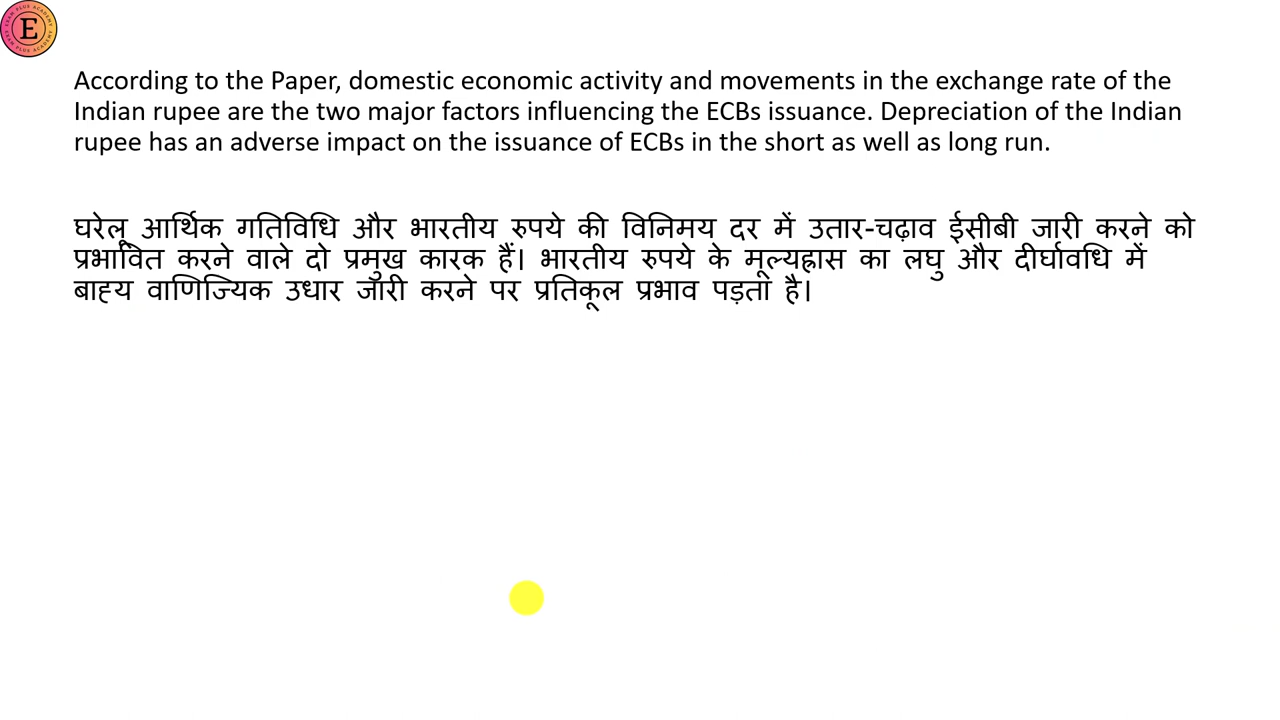 E
EXAM PLUS ACADEMY
According to the Paper, domestic economic activity and movements in the exchange rate of the
Indian rupee are the two major factors influencing the ECBs issuance. Depreciation of the Indian
rupee has an adverse impact on the issuance of ECBs in the short as well as long run.
घरेलू आर्थिक गतिविधि और भारतीय रुपये की विनिमय दर में उतार-चढ़ाव ईसीबी जारी करने को
प्रभावित करने वाले दो प्रमुख कारक हैं। भारतीय रुपये के मूल्यह्रास का लघु और दीर्घावधि में
बाह्य वाणिज्यिक उधार जारी करने पर प्रतिकूल प्रभाव पड़ता है।